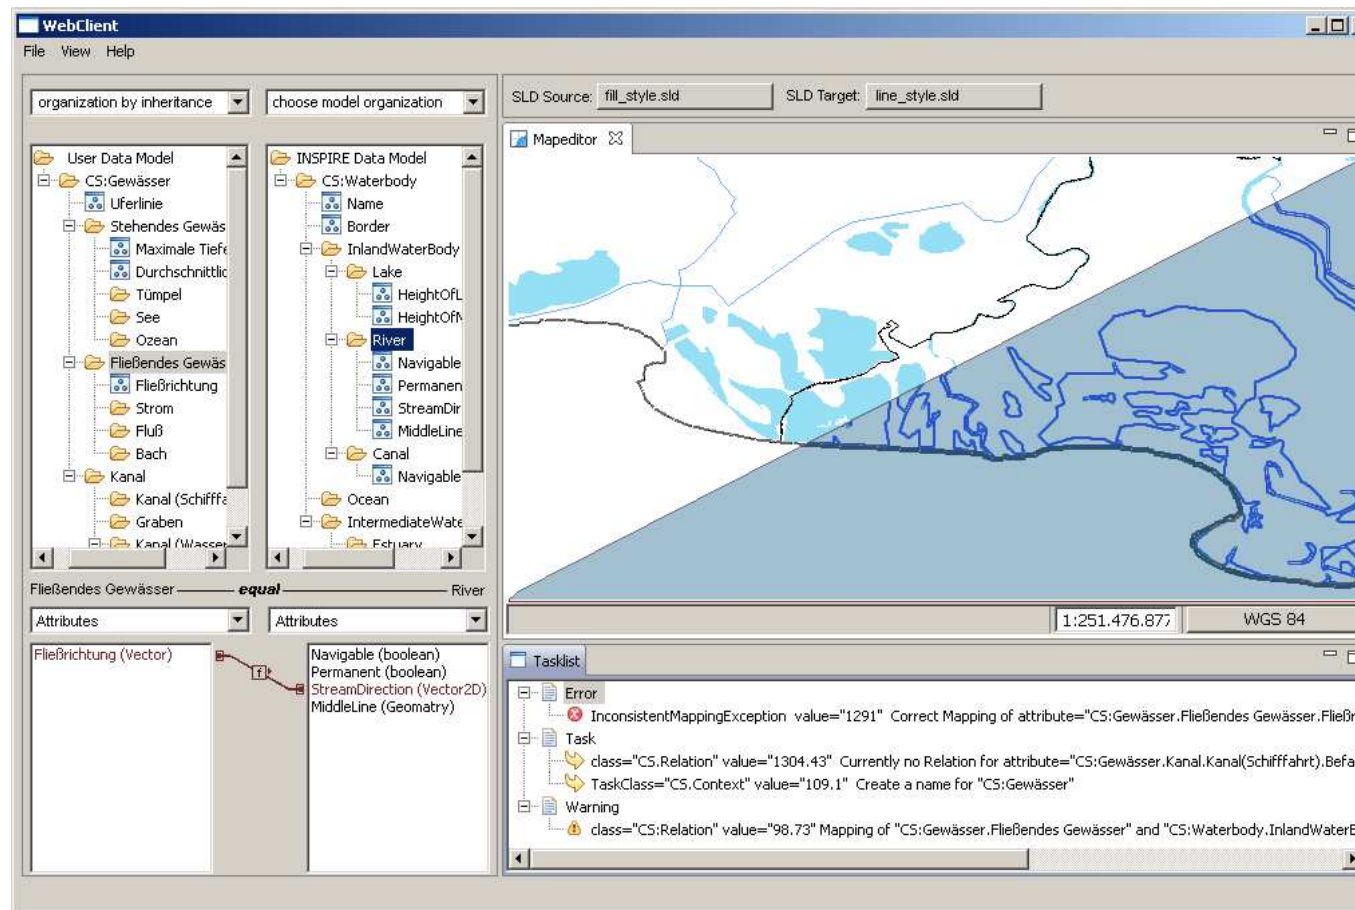 WebClient
File View Help
organization by inheritance
choose model organization
SLD Source: fill_style.sld SLD Target: line_style.sld
Mapeditor
User Data Model
CS:Gewässer
Uferlinie
Stehendes Gewäs
Maximale Tiefe
Durchschnittlic
Tümpel
See
Ozean
Fließendes Gewäs
Fließrichtung
Strom
Fluß
Bach
Kanal
Kanal (Schifffa
Graben
Kanal (Wasser
INSPIRE Data Model
CS:Waterbody
Name
Border
InlandWaterBody
Lake
HeightOfL
HeightOfM
River
Navigable
Permanen
StreamDir
MiddleLine
Canal
Navigable
Ocean
IntermediateWate
Estuary
Fließendes Gewässer equal River
Attributes
Attributes
Fließrichtung (Vector)
f
Navigable (boolean)
Permanent (boolean)
StreamDirection (Vector2D)
MiddleLine (Geomatry)
1:251.476.877 WGS 84
Tasklist
Error
InconsistentMappingException value="1291" Correct Mapping of attribute="CS:Gewässer.Fließendes Gewässer.Fließr
Task
class="CS.Relation" value="1304.43" Currently no Relation for attribute="CS:Gewässer.Kanal.Kanal(Schifffahrt).Befa
TaskClass="CS.Context" value="109.1" Create a name for "CS:Gewässer"
Warning
class="CS:Relation" value="98.73" Mapping of "CS:Gewässer.Fließendes Gewässer" and "CS:Waterbody.InlandWaterB